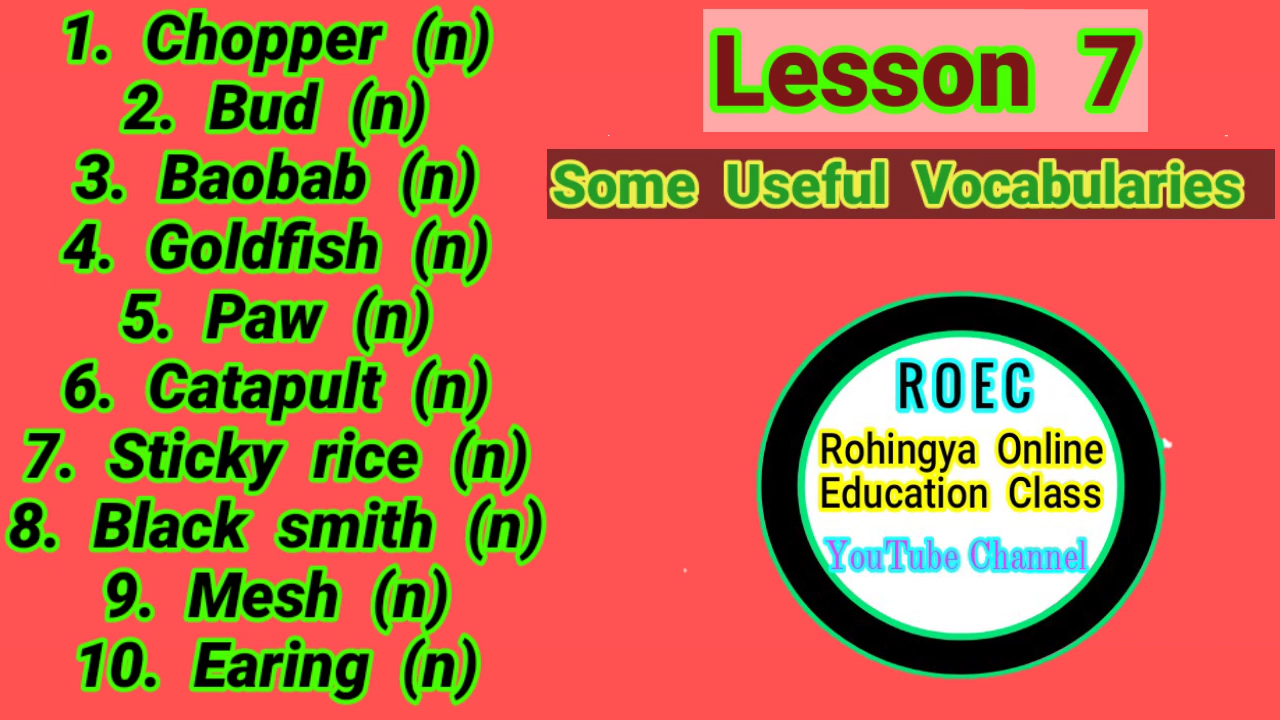 1. Chopper (n)
2. Bud (n)
3. Baobab (n)
4. Goldfish (n)
5. Paw (n)
6. Catapult (n)
7. Sticky rice (n)
8. Black smith (n)
9. Mesh (n)
10. Earing (n)
Lesson 7
Some Useful Vocabularies
ROEC
Rohingya Online
Education Class
YouTube Channel